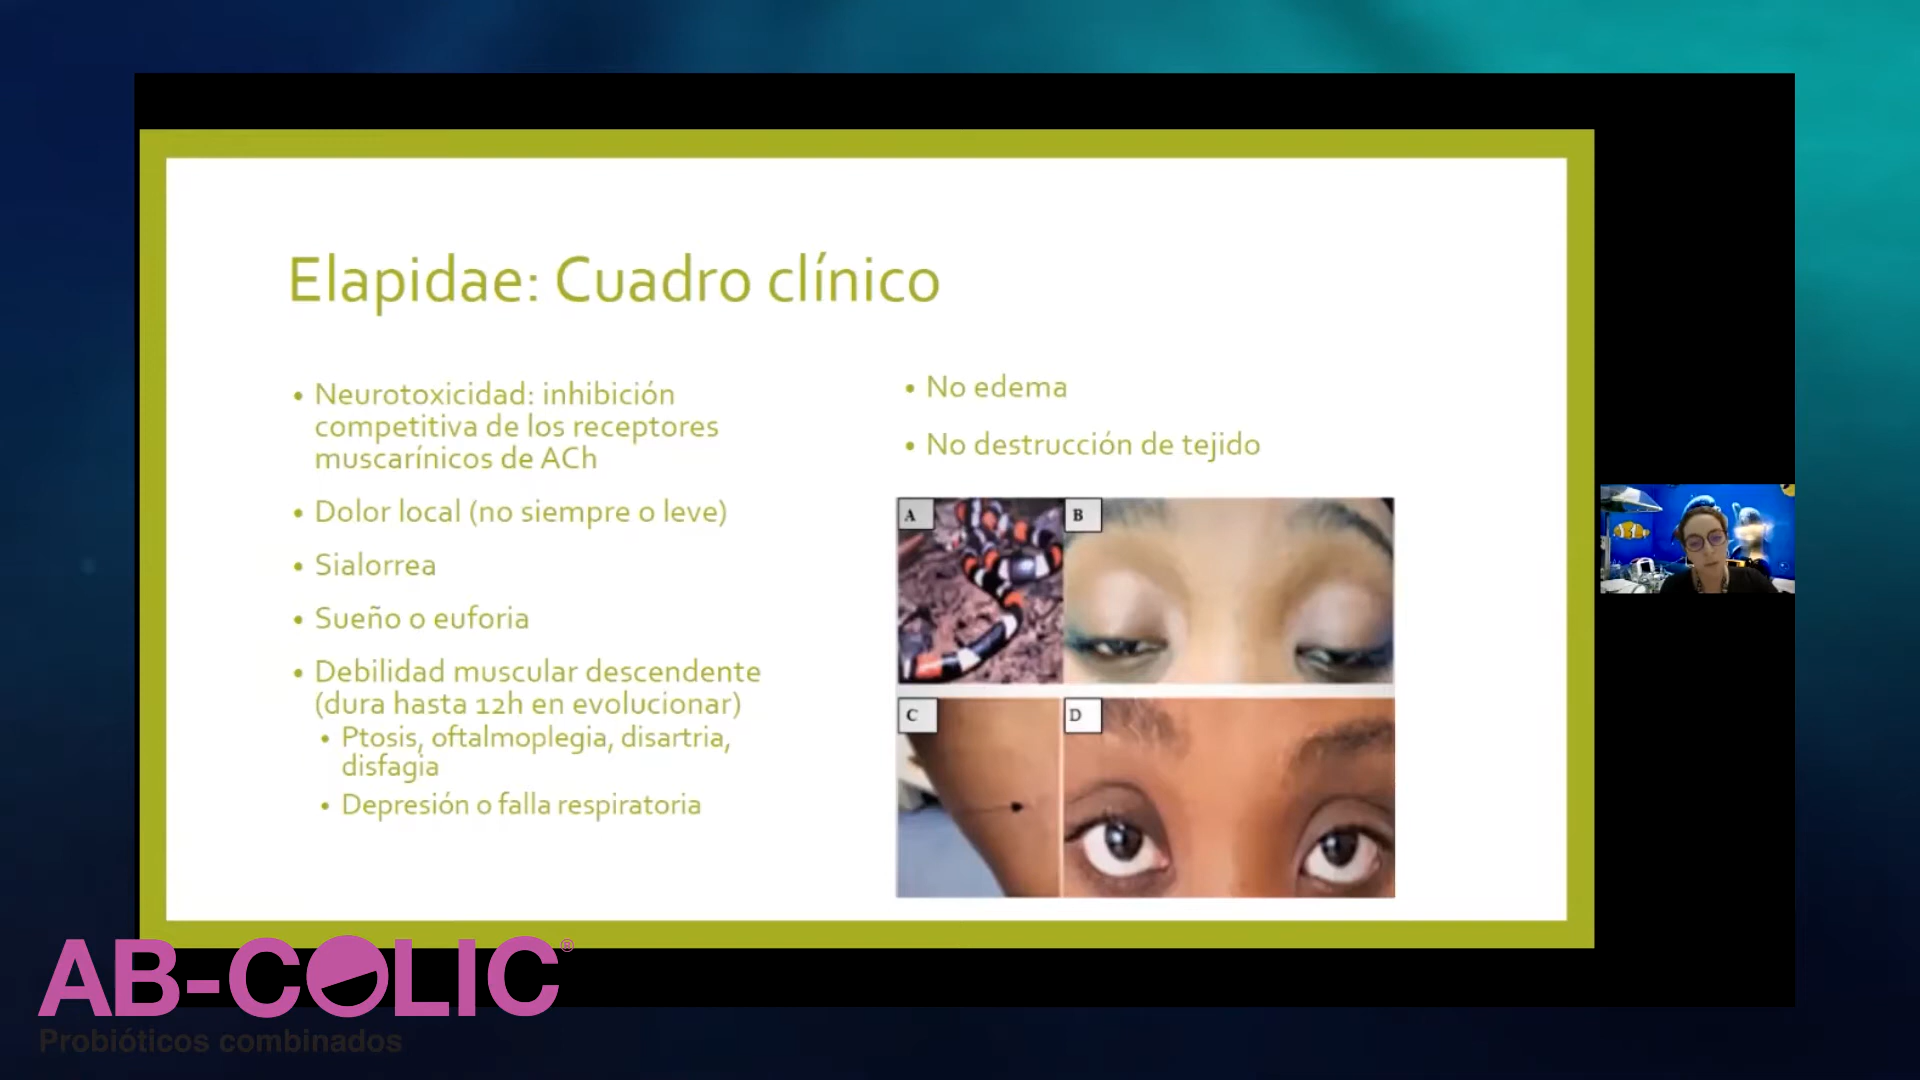 Elapidae: Cuadro clínico
• Neurotoxicidad: inhibición
competitiva de los receptores
muscarínicos de ACh
• Dolor local (no siempre o leve)
• Sialorrea
• Sueño o euforia
• Debilidad muscular descendente
(dura hasta 12h en evolucionar)
• Ptosis, oftalmoplegia, disartria,
disfagia
• Depresión o falla respiratoria
• No edema
• No destrucción de tejido
A
B
C
D
AB-COLIC®
Probióticos combinados